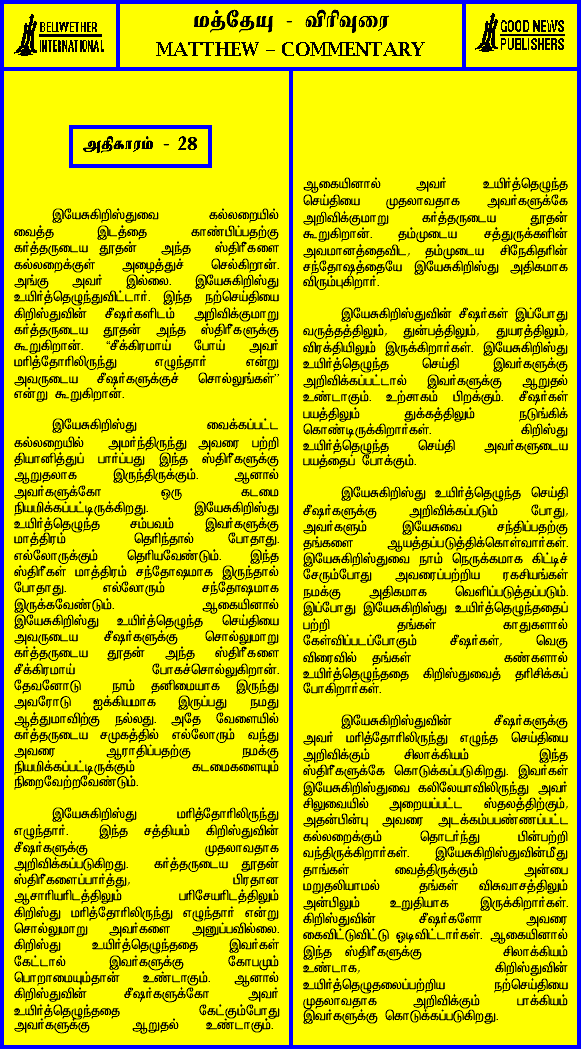 BELIWETHER
INTERNATIONAL
மத்தேயு - விரிவுரை
MATTHEW – COMMENTARY
GOOD NEWS
PUBLISHERS
அதிகாரம் - 28
இயேசுகிறிஸ்துவை கல்லறையில்
வைத்த இடத்தை காண்பிப்பதற்கு
கர்த்தருடைய தூதன் அந்த ஸ்திரீகளை
கல்லறைக்குள் அழைத்துச் செல்கிறான்.
அங்கு அவர் இல்லை. இயேசுகிறிஸ்து
உயிர்த்தெழுந்துவிட்டார். இந்த நற்செய்தியை
கிறிஸ்துவின் சீஷர்களிடம் அறிவிக்குமாறு
கர்த்தருடைய தூதன் அந்த ஸ்திரீகளுக்கு
கூறுகிறான். “சீக்கிரமாய் போய் அவர்
மரித்தோரிலிருந்து எழுந்தார் என்று
அவருடைய சீஷர்களுக்குச் சொல்லுங்கள்”
என்று கூறுகிறான்.
இயேசுகிறிஸ்து வைக்கப்பட்ட
கல்லறையில் அமர்ந்திருந்து அவரை பற்றி
தியானித்துப் பார்ப்பது இந்த ஸ்திரீகளுக்கு
ஆறுதலாக இருந்திருக்கும். ஆனால்
அவர்களுக்கோ ஒரு கடமை
நியமிக்கப்பட்டிருக்கிறது. இயேசுகிறிஸ்து
உயிர்த்தெழுந்த சம்பவம் இவர்களுக்கு
மாத்திரம் தெரிந்தால் போதாது.
எல்லோருக்கும் தெரியவேண்டும். இந்த
ஸ்திரீகள் மாத்திரம் சந்தோஷமாக இருந்தால்
போதாது. எல்லோரும் சந்தோஷமாக
இருக்கவேண்டும். ஆகையினால்
இயேசுகிறிஸ்து உயிர்த்தெழுந்த செய்தியை
அவருடைய சீஷர்களுக்கு சொல்லுமாறு
கர்த்தருடைய தூதன் அந்த ஸ்திரீகளை
சீக்கிரமாய் போகச்சொல்லுகிறான்.
தேவனோடு நாம் தனிமையாக இருந்து
அவரோடு ஐக்கியமாக இருப்பது நமது
ஆத்துமாவிற்கு நல்லது. அதே வேளையில்
கர்த்தருடைய சமுகத்தில் எல்லோரும் வந்து
அவரை ஆராதிப்பதற்கு நமக்கு
நியமிக்கப்பட்டிருக்கும் கடமைகளையும்
நிறைவேற்றவேண்டும்.
இயேசுகிறிஸ்து மரித்தோரிலிருந்து
எழுந்தார். இந்த சத்தியம் கிறிஸ்துவின்
சீஷர்களுக்கு முதலாவதாக
அறிவிக்கப்படுகிறது. கர்த்தருடைய தூதன்
ஸ்திரீகளைப்பார்த்து, பிரதான
ஆசாரியரிடத்திலும் பரிசேயரிடத்திலும்
கிறிஸ்து மரித்தோரிலிருந்து எழுந்தார் என்று
சொல்லுமாறு அவர்களை அனுப்பவில்லை.
கிறிஸ்து உயிர்த்தெழுந்ததை இவர்கள்
கேட்டால் இவர்களுக்கு கோபமும்
பொறாமையும்தான் உண்டாகும். ஆனால்
கிறிஸ்துவின் சீஷர்களுக்கோ அவர்
உயிர்த்தெழுந்ததை கேட்கும்போது
அவர்களுக்கு ஆறுதல் உண்டாகும்.
ஆகையினால் அவர் உயிர்த்தெழுந்த
செய்தியை முதலாவதாக அவர்களுக்கே
அறிவிக்குமாறு கர்த்தருடைய தூதன்
கூறுகிறான். தம்முடைய சத்துருக்களின்
அவமானத்தைவிட, தம்முடைய சிநேகிதரின்
சந்தோஷத்தையே இயேசுகிறிஸ்து அதிகமாக
விரும்புகிறார்.
இயேசுகிறிஸ்துவின் சீஷர்கள் இப்போது
வருத்தத்திலும், துன்பத்திலும், துயரத்திலும்,
விரக்தியிலும் இருக்கிறார்கள். இயேசுகிறிஸ்து
உயிர்த்தெழுந்த செய்தி இவர்களுக்கு
அறிவிக்கப்பட்டால் இவர்களுக்கு ஆறுதல்
உண்டாகும். உற்சாகம் பிறக்கும். சீஷர்கள்
பயத்திலும் துக்கத்திலும் நடுங்கிக்
கொண்டிருக்கிறார்கள். கிறிஸ்து
உயிர்த்தெழுந்த செய்தி அவர்களுடைய
பயத்தைப் போக்கும்.
இயேசுகிறிஸ்து உயிர்த்தெழுந்த செய்தி
சீஷர்களுக்கு அறிவிக்கப்படும் போது,
அவர்களும் இயேசுவை சந்திப்பதற்கு
தங்களை ஆயத்தப்படுத்திக்கொள்வார்கள்.
இயேசுகிறிஸ்துவை நாம் நெருக்கமாக கிட்டிச்
சேரும்போது அவரைப்பற்றிய ரகசியங்கள்
நமக்கு அதிகமாக வெளிப்படுத்தப்படும்.
இப்போது இயேசுகிறிஸ்து உயிர்த்தெழுந்ததைப்
பற்றி தங்கள் காதுகளால்
கேள்விப்படப்போகும் சீஷர்கள், வெகு
விரைவில் தங்கள் கண்களால்
உயிர்த்தெழுந்ததை கிறிஸ்துவைத் தரிசிக்கப்
போகிறார்கள்.
இயேசுகிறிஸ்துவின் சீஷர்களுக்கு
அவர் மரித்தோரிலிருந்து எழுந்த செய்தியை
அறிவிக்கும் சிலாக்கியம் இந்த
ஸ்திரீகளுக்கே கொடுக்கப்படுகிறது. இவர்கள்
இயேசுகிறிஸ்துவை கலிலேயாவிலிருந்து அவர்
சிலுவையில் அறையப்பட்ட ஸ்தலத்திற்கும்,
அதன்பின்பு அவரை அடக்கம்பண்ணப்பட்ட
கல்லறைக்கும் தொடர்ந்து பின்பற்றி
வந்திருக்கிறார்கள். இயேசுகிறிஸ்துவின்மீது
தாங்கள் வைத்திருக்கும் அன்பை
மறுதலியாமல் தங்கள் விசுவாசத்திலும்
அன்பிலும் உறுதியாக இருக்கிறார்கள்.
கிறிஸ்துவின் சீஷர்களோ அவரை
கைவிட்டுவிட்டு ஓடிவிட்டார்கள். ஆகையினால்
இந்த ஸ்திரீகளுக்கு சிலாக்கியம்
உண்டாக, கிறிஸ்துவின்
உயிர்த்தெழுதலைப்பற்றிய நற்செய்தியை
முதலாவதாக அறிவிக்கும் பாக்கியம்
இவர்களுக்கு கொடுக்கப்படுகிறது.